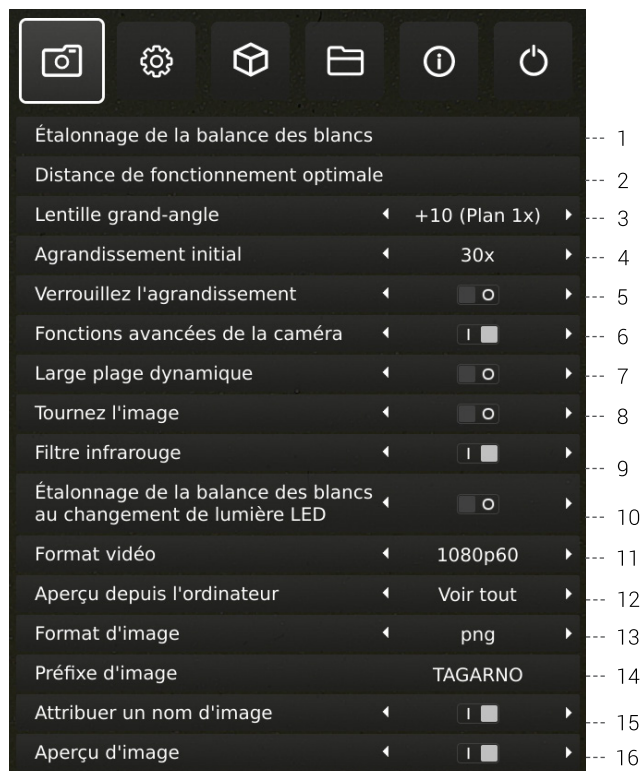 Étalonnage de la balance des blancs 1
Distance de fonctionnement optimale 2
Lentille grand-angle +10 (Plan 1x) 3
Agrandissement initial 30x 4
Verrouillez l'agrandissement O 5
Fonctions avancées de la caméra I 6
Large plage dynamique O 7
Tournez l'image O 8
Filtre infrarouge I 9
Étalonnage de la balance des blancs
au changement de lumière LED O 10
Format vidéo 1080p60 11
Aperçu depuis l'ordinateur Voir tout 12
Format d'image png 13
Préfixe d'image TAGARNO 14
Attribuer un nom d'image I 15
Aperçu d'image I 16